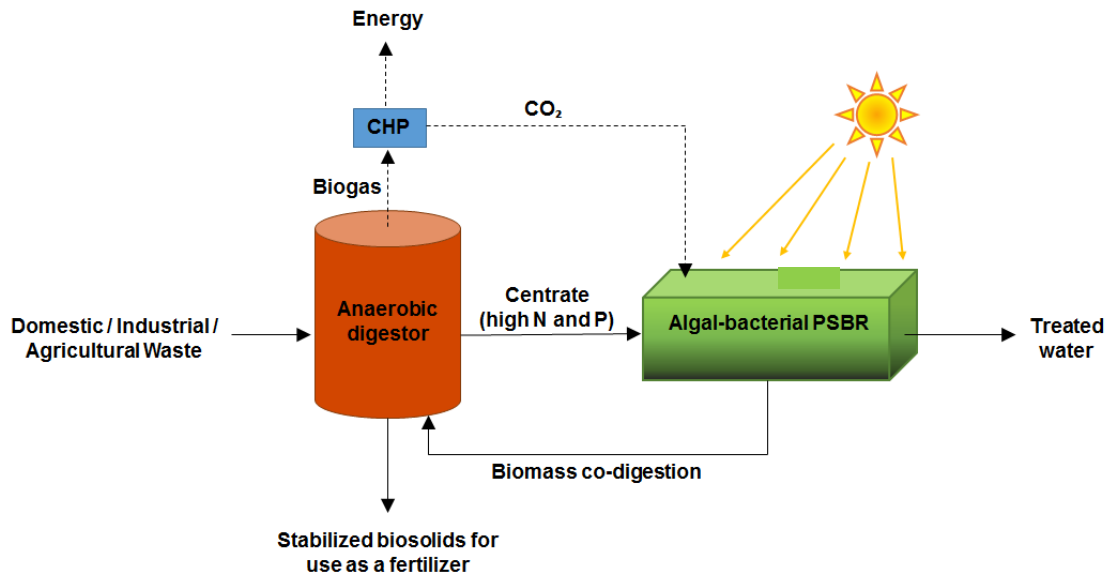 Energy
CHP
CO₂
Biogas
Anaerobic
digestor
Centrate
(high N and P)
Algal-bacterial PSBR
Domestic / Industrial /
Agricultural Waste
Treated
water
Biomass co-digestion
Stabilized biosolids for
use as a fertilizer